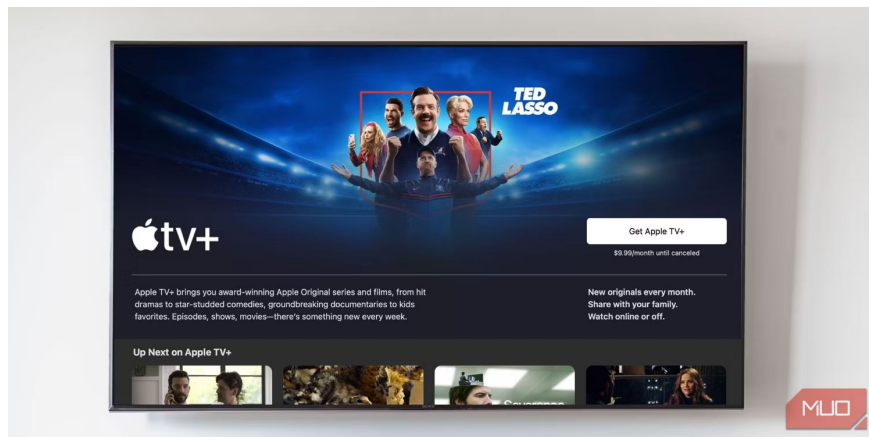 TED
LASSO
tv+
Get Apple TV+
$9.99/month until canceled
Apple TV+ brings you award-winning Apple Original series and films, from hit
dramas to star-studded comedies, groundbreaking documentaries to kids
favorites. Episodes, shows, movies—there's something new every week.
New originals every month.
Share with your family.
Watch online or off.
Up Next on Apple TV+
Severance
MUO